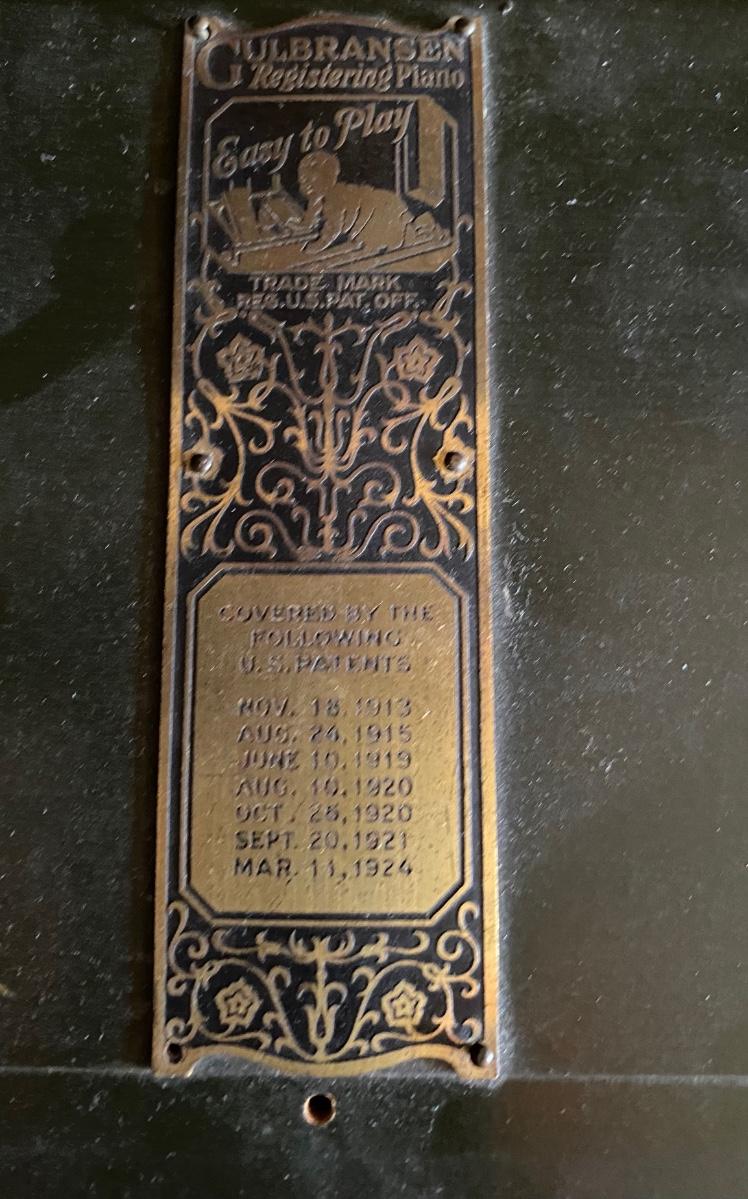 GULBRANSEN
Registering Piano
Easy to Play
TRADE MARK
REG. U.S. PAT. OFF.
COVERED BY THE
FOLLOWING
U.S. PATENTS
NOV. 18, 1913
AUG. 24, 1915
JUNE 10, 1919
AUG. 10, 1920
OCT. 26, 1920
SEPT. 20, 1921
MAR. 11, 1924